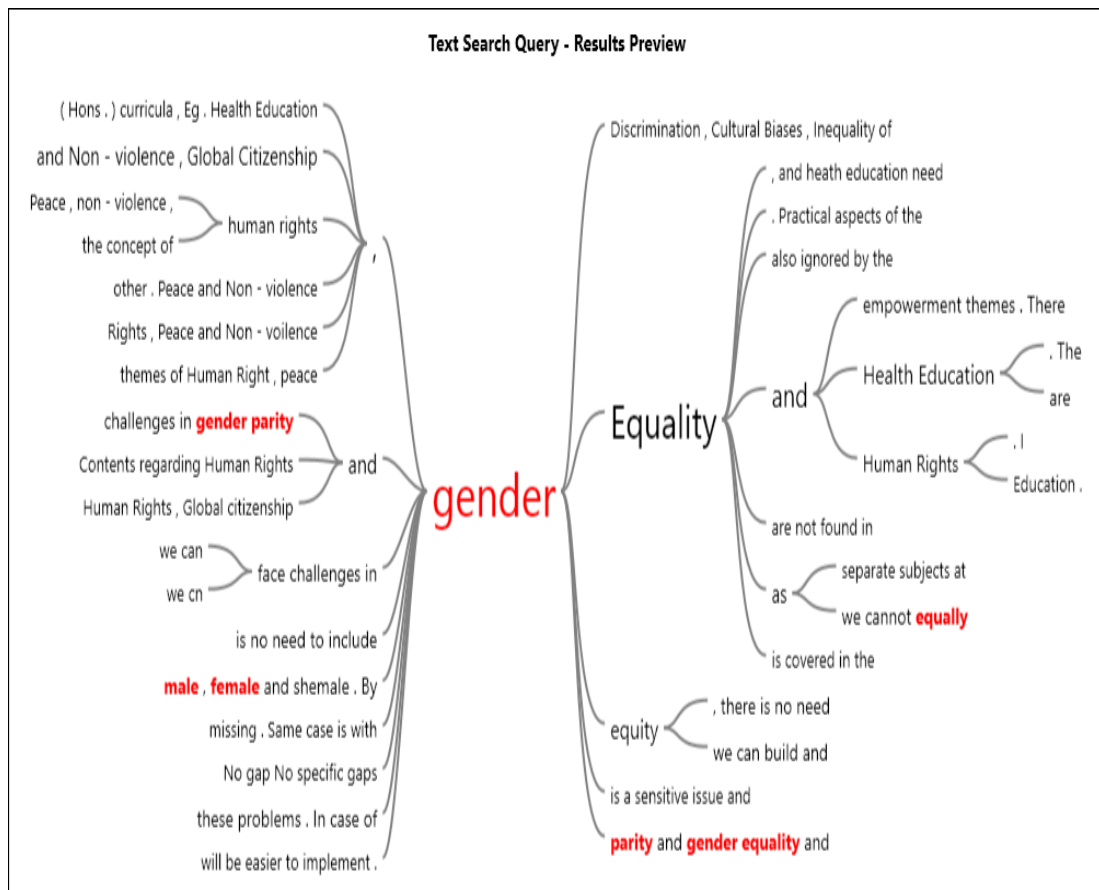 Text Search Query - Results Preview
( Hons . ) curricula , Eg . Health Education
and Non - violence , Global Citizenship
Peace , non - violence ,
the concept of
human rights
other . Peace and Non - violence
Rights , Peace and Non - voilence
themes of Human Right , peace
,
challenges in gender parity
Contents regarding Human Rights
Human Rights , Global citizenship
and
we can
we cn
face challenges in
is no need to include
male , female and shemale . By
missing . Same case is with
No gap No specific gaps
these problems . In case of
will be easier to implement .
gender
Discrimination , Cultural Biases , Inequality of
Equality
, and heath education need
. Practical aspects of the
also ignored by the
and
empowerment themes . There
Health Education
. The
are
Human Rights
. I
Education .
are not found in
as
separate subjects at
we cannot equally
is covered in the
equity
, there is no need
we can build and
is a sensitive issue and
parity and gender equality and